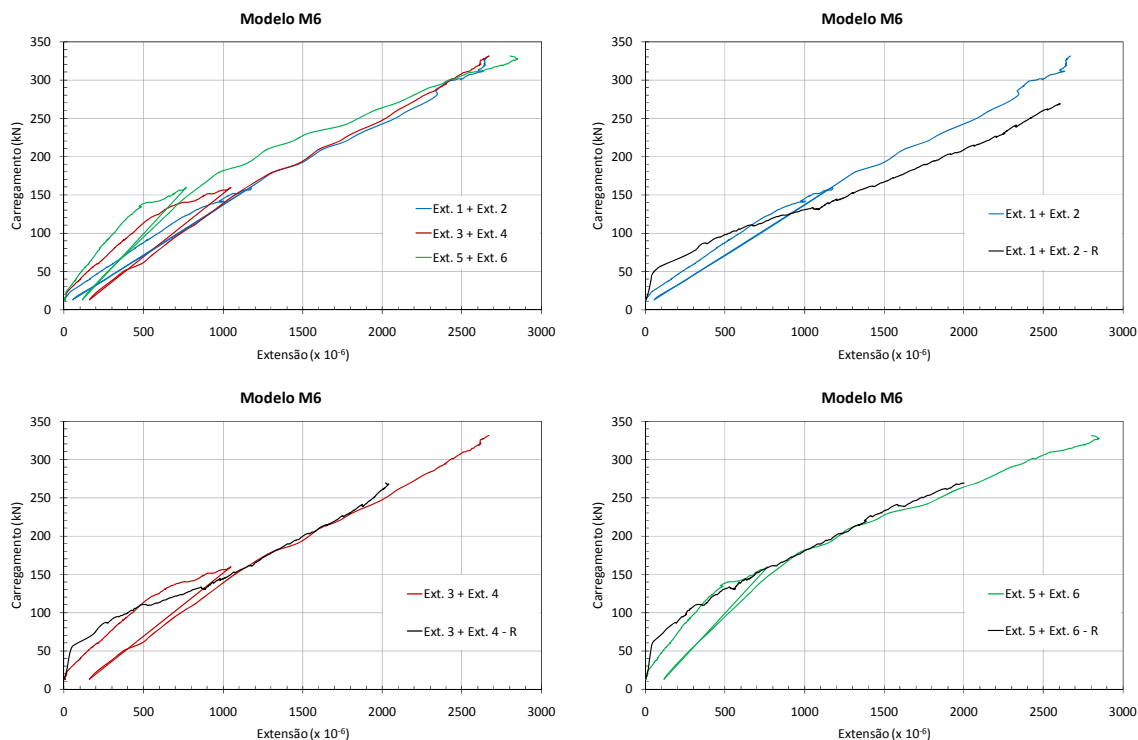 Modelo M6
350
300
250
200
150
100
50
0
Carregamento (kN)
0 500 1000 1500 2000 2500 3000
Extensão (x 10-6)
Ext. 1 + Ext. 2
Ext. 3 + Ext. 4
Ext. 5 + Ext. 6
Modelo M6
350
300
250
200
150
100
50
0
Carregamento (kN)
0 500 1000 1500 2000 2500 3000
Extensão (x 10-6)
Ext. 1 + Ext. 2
Ext. 1 + Ext. 2 - R
Modelo M6
350
300
250
200
150
100
50
0
Carregamento (kN)
0 500 1000 1500 2000 2500 3000
Extensão (x 10-6)
Ext. 3 + Ext. 4
Ext. 3 + Ext. 4 - R
Modelo M6
350
300
250
200
150
100
50
0
Carregamento (kN)
0 500 1000 1500 2000 2500 3000
Extensão (x 10-6)
Ext. 5 + Ext. 6
Ext. 5 + Ext. 6 - R